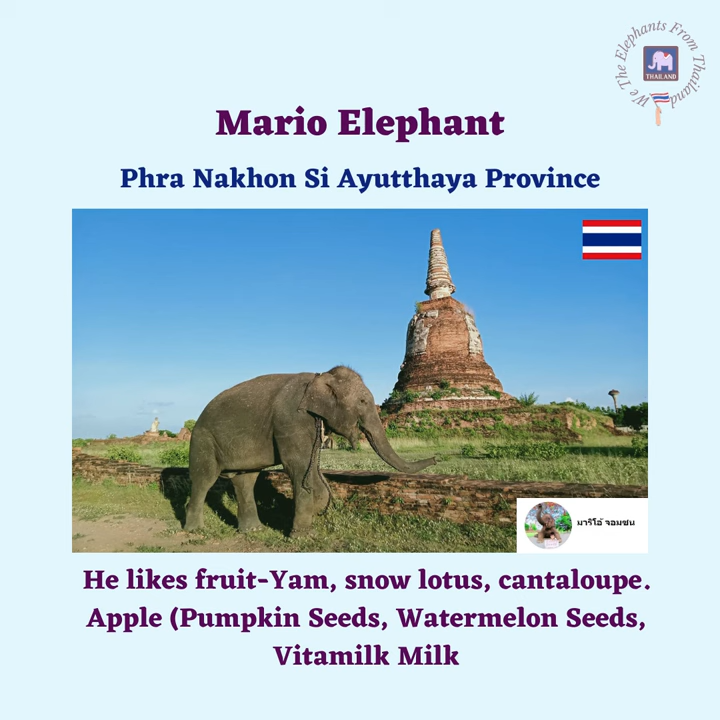 We The Elephants From Thailand
THAILAND
Mario Elephant
Phra Nakhon Si Ayutthaya Province
มาริโอ้ จอมซน
He likes fruit-Yam, snow lotus, cantaloupe.
Apple (Pumpkin Seeds, Watermelon Seeds,
Vitamilk Milk